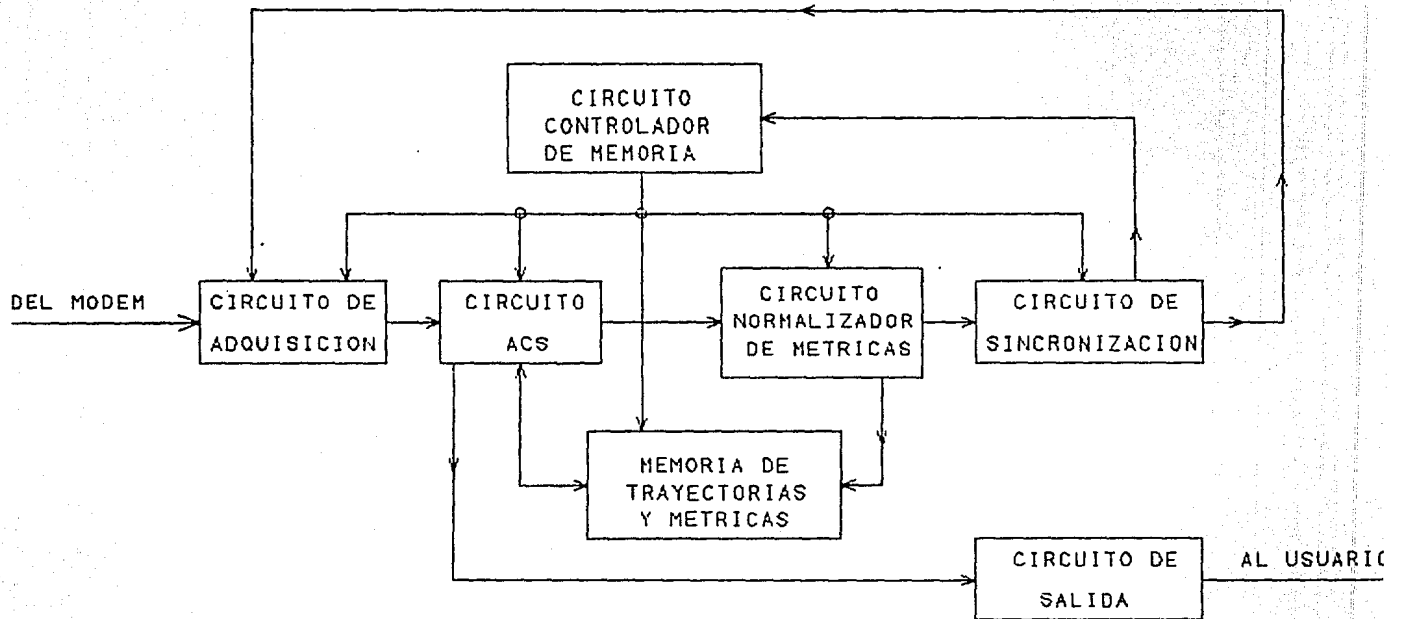 CIRCUITO
CONTROLADOR
DE MEMORIA
DEL MODEM
CIRCUITO DE
ADQUISICION
CIRCUITO
ACS
CIRCUITO
NORMALIZADOR
DE METRICAS
CIRCUITO DE
SINCRONIZACION
MEMORIA DE
TRAYECTORIAS
Y METRICAS
CIRCUITO DE
SALIDA
AL USUARIO